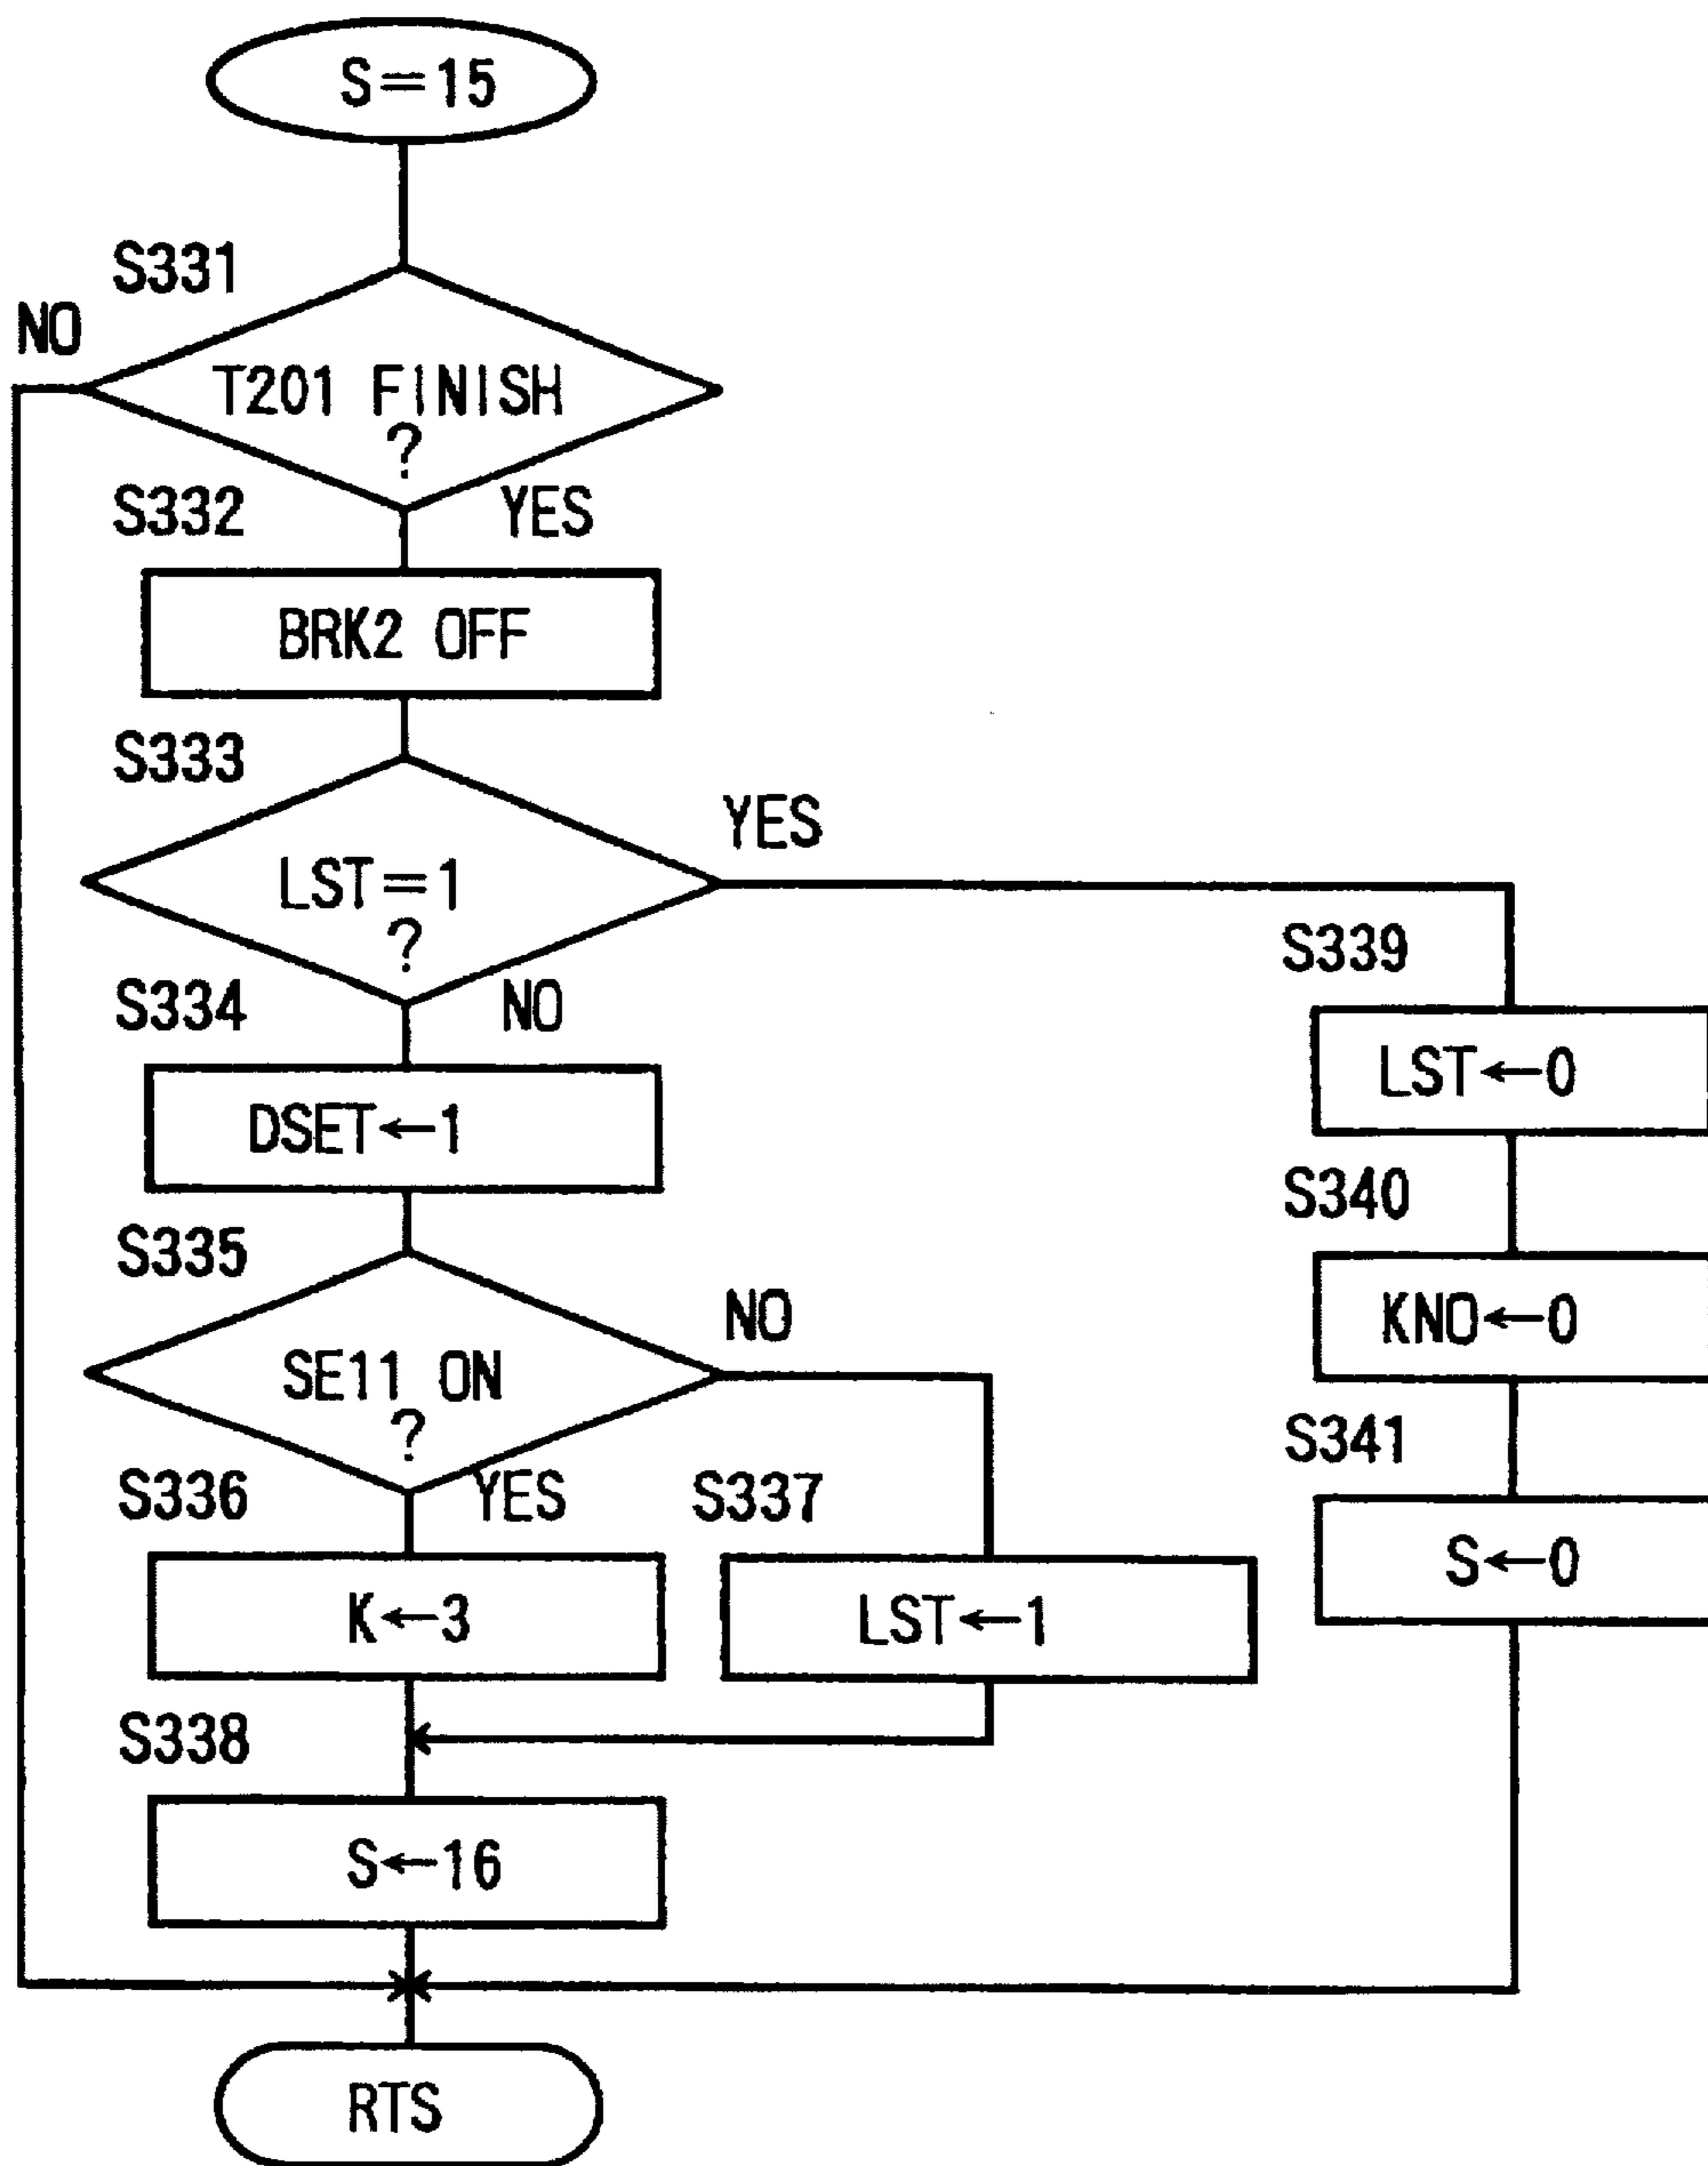 S=15
S331
NO
T201 FINISH
?
S332
YES
BRK2 OFF
S333
YES
LST=1
?
S334
NO
DSET←1
S335
NO
SE11 ON
?
S336
YES
K←3
S337
LST←1
S338
S←16
S339
LST←0
S340
KNO←0
S341
S←0
RTS